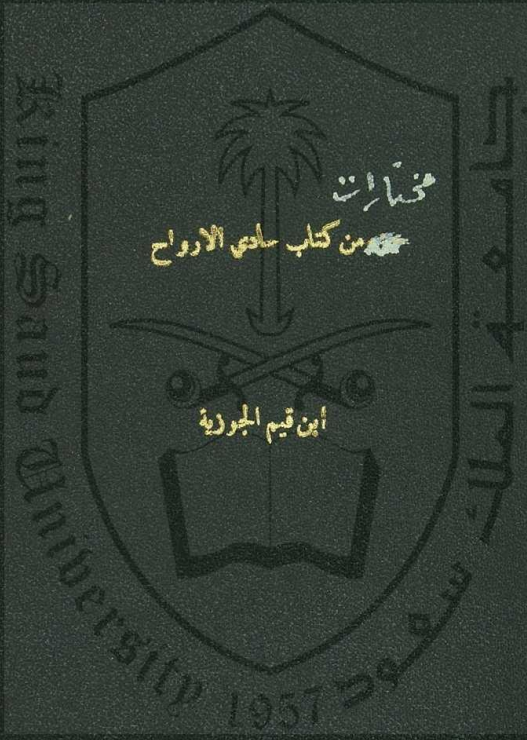 مختارات
من كتاب حادي الارواح
ابن قيم الجوزية
King Saud University
1957
جامعة الملك سعود